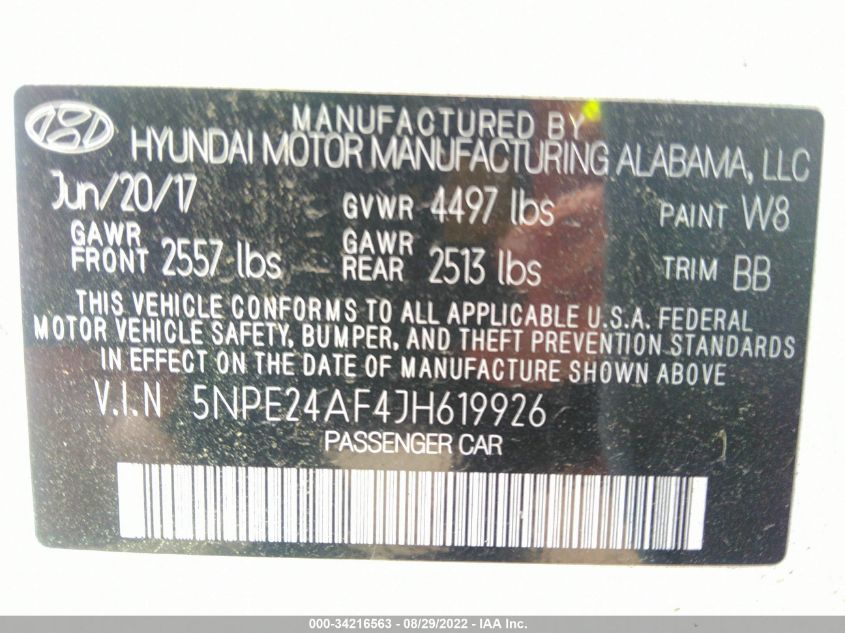 MANUFACTURED BY
HYUNDAI MOTOR MANUFACTURING ALABAMA, LLC
Jun/20/17 GVWR 4497 lbs PAINT W8
GAWR FRONT 2557 lbs GAWR REAR 2513 lbs TRIM BB
THIS VEHICLE CONFORMS TO ALL APPLICABLE U.S.A. FEDERAL
MOTOR VEHICLE SAFETY, BUMPER, AND THEFT PREVENTION STANDARDS
IN EFFECT ON THE DATE OF MANUFACTURE SHOWN ABOVE
V.I.N 5NPE24AF4JH619926
PASSENGER CAR
000-34216563 - 08/29/2022 - IAA Inc.